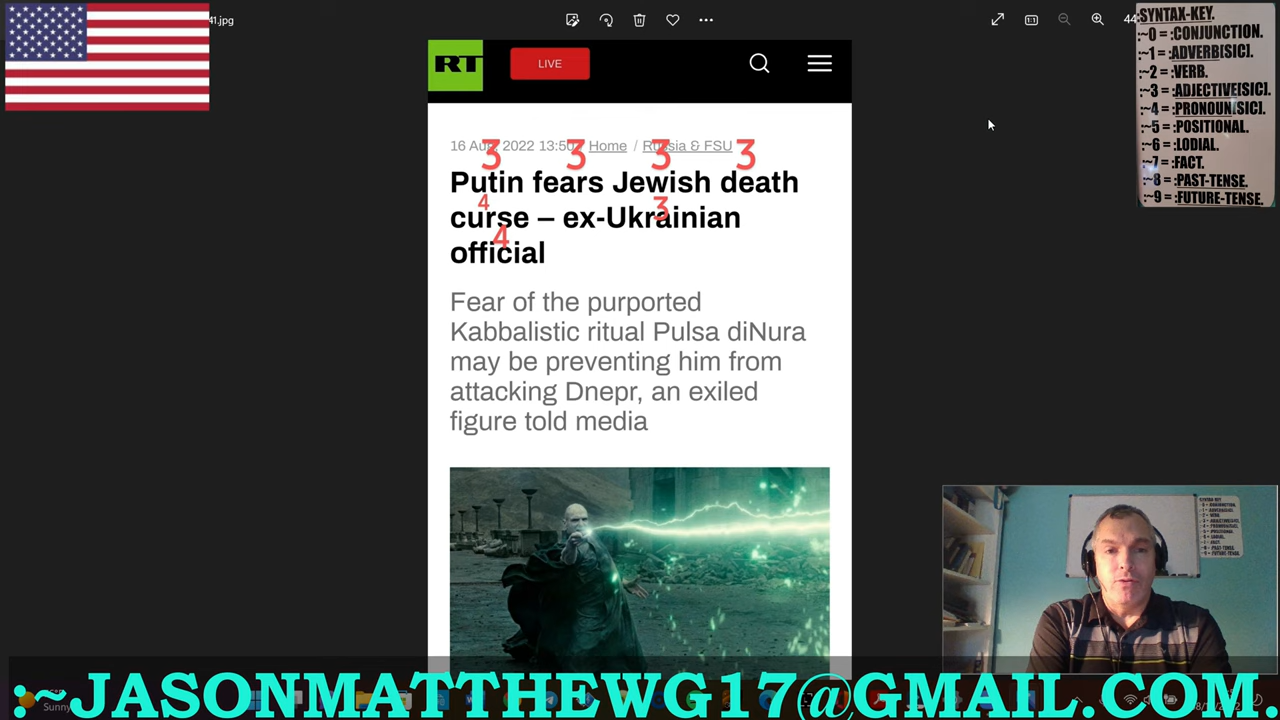 41.jpg
44
SYNTAX-KEY.
:~0 = :CONJUNCTION.
:~1 = :ADVERB[SIC].
:~2 = :VERB.
:~3 = :ADJECTIVE[SIC].
:~4 = :PRONOUN[SIC].
:~5 = :POSITIONAL.
:~6 = :LODIAL.
:~7 = :FACT.
:~8 = :PAST-TENSE.
:~9 = :FUTURE-TENSE.
RT
LIVE
16 Aug, 2022 13:50 / Home / Russia & FSU
3 3 3 3
Putin fears Jewish death
4 3
curse – ex-Ukrainian
4
official
Fear of the purported
Kabbalistic ritual Pulsa diNura
may be preventing him from
attacking Dnepr, an exiled
figure told media
Sunny
:~JASONMATTHEWG17@GMAIL.COM.